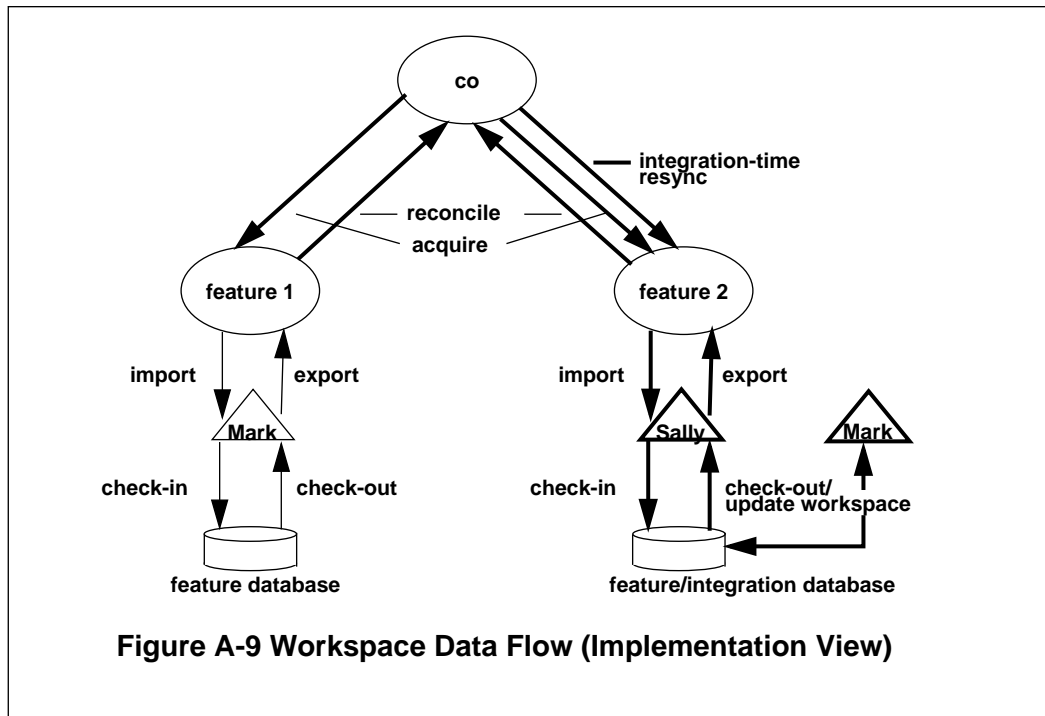 co
integration-time
resync
reconcile
acquire
feature 1
feature 2
import
export
import
export
Mark
Sally
Mark
check-in
check-out
check-in
check-out/
update workspace
feature database
feature/integration database
Figure A-9 Workspace Data Flow (Implementation View)